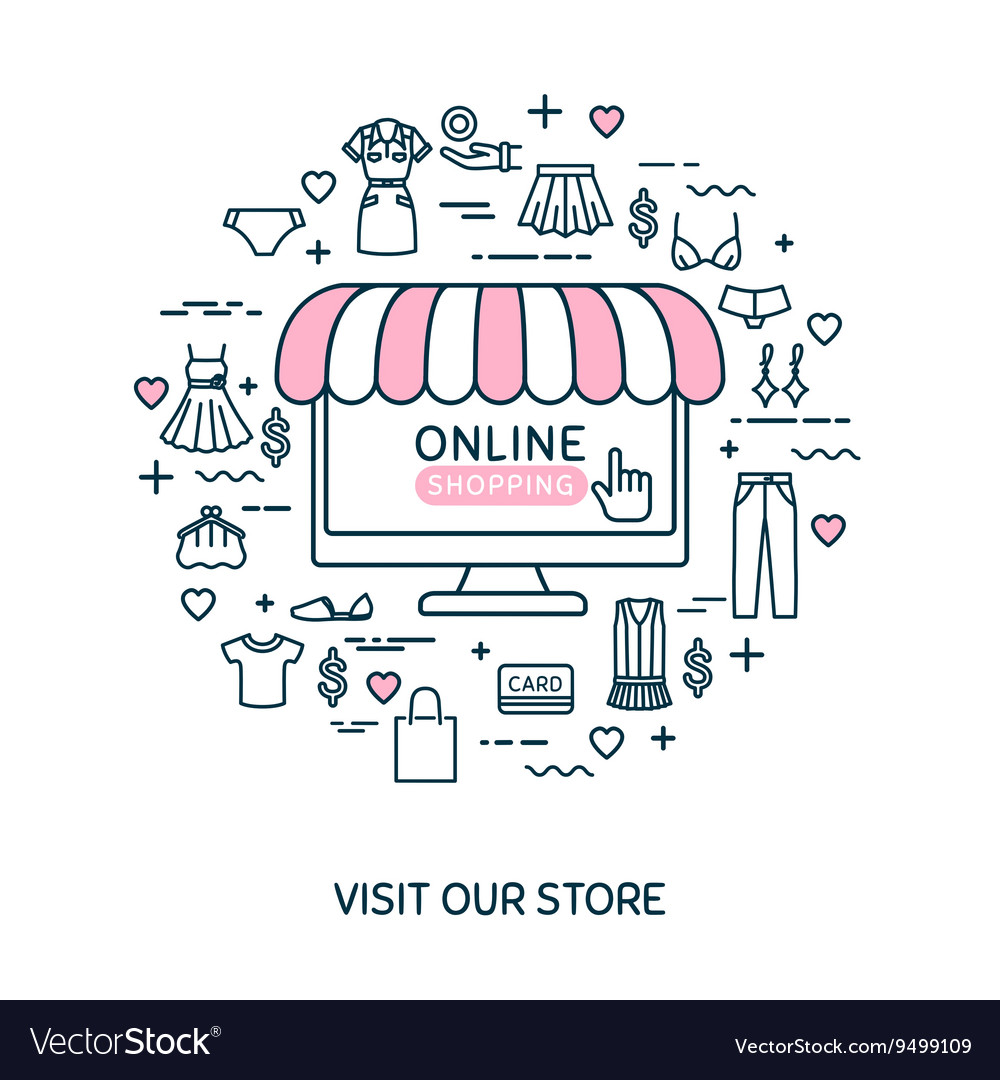 $
$
ONLINE
SHOPPING
$
CARD
$
VISIT OUR STORE
VectorStock®
VectorStock.com/9499109